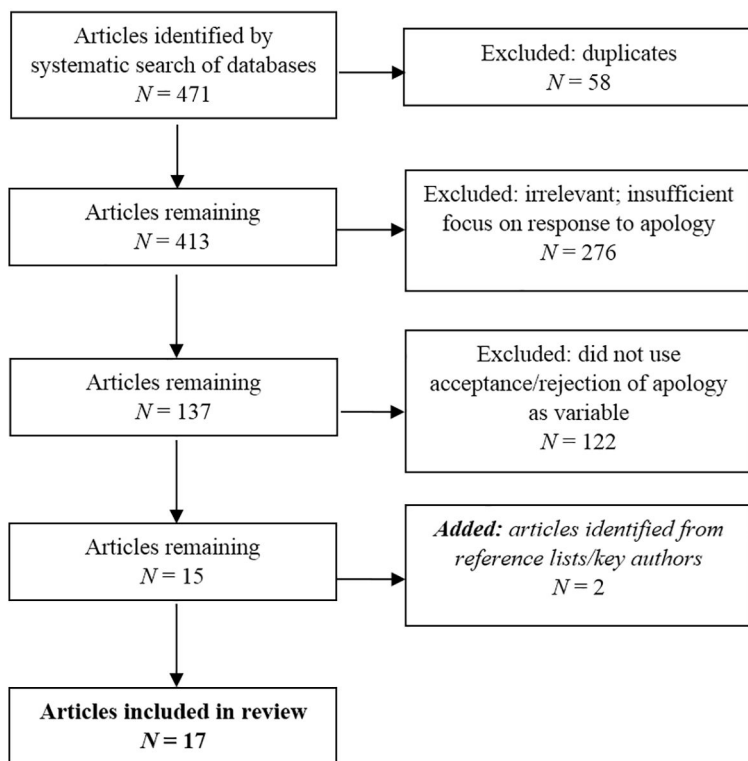 Articles identified by
systematic search of databases
N = 471
Excluded: duplicates
N = 58
Articles remaining
N = 413
Excluded: irrelevant; insufficient
focus on response to apology
N = 276
Articles remaining
N = 137
Excluded: did not use
acceptance/rejection of apology
as variable
N = 122
Articles remaining
N = 15
Added: articles identified from
reference lists/key authors
N = 2
Articles included in review
N = 17